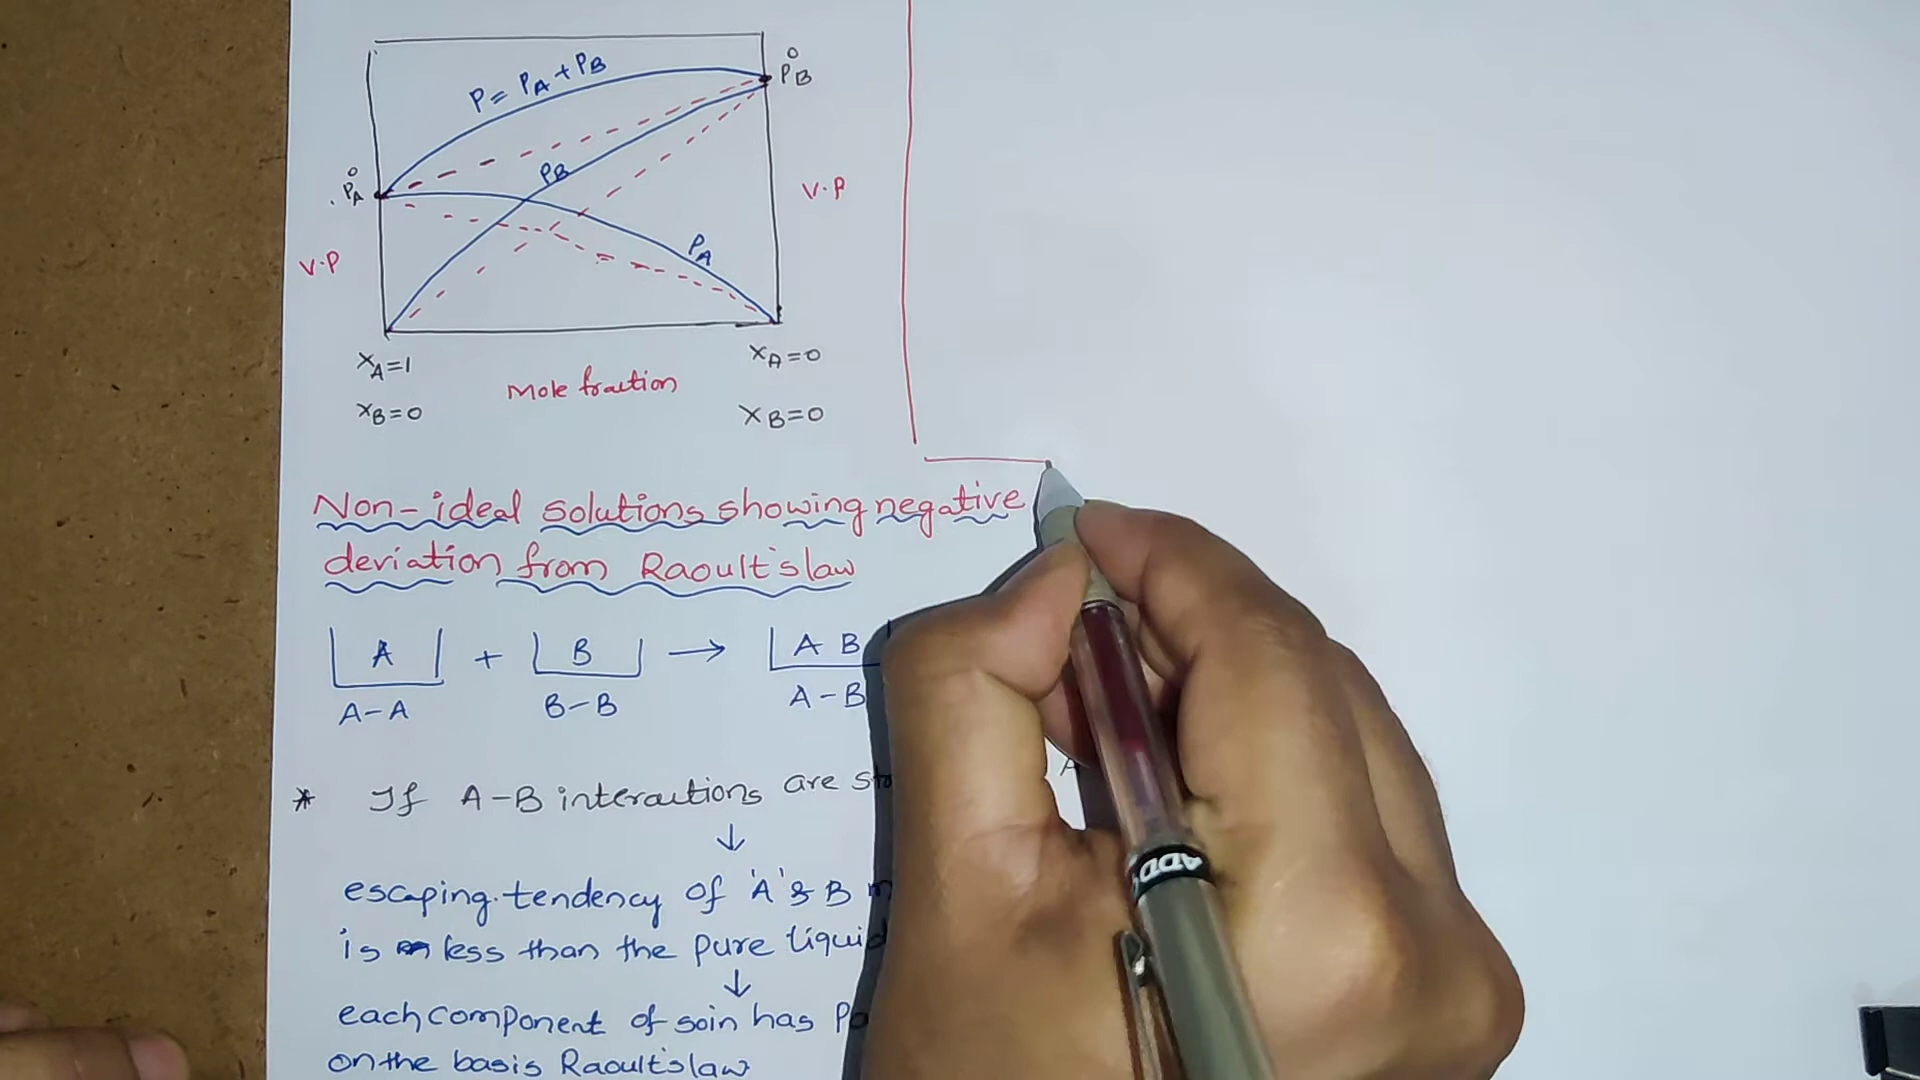 P = PA + PB
P°B
PB
P°A
V.P
PA
V.P
XA=1
XA=0
Mole fraction
XB=0
XB=0
Non-ideal solutions showing negative
deviation from Raoult's law
A + B → A B
A-A B-B A-B
* If A-B interactions are A
↓
escaping tendency of 'A' & B
is less than the pure liquid
↓
each component of soln has
on the basis Raoult's law
ADD